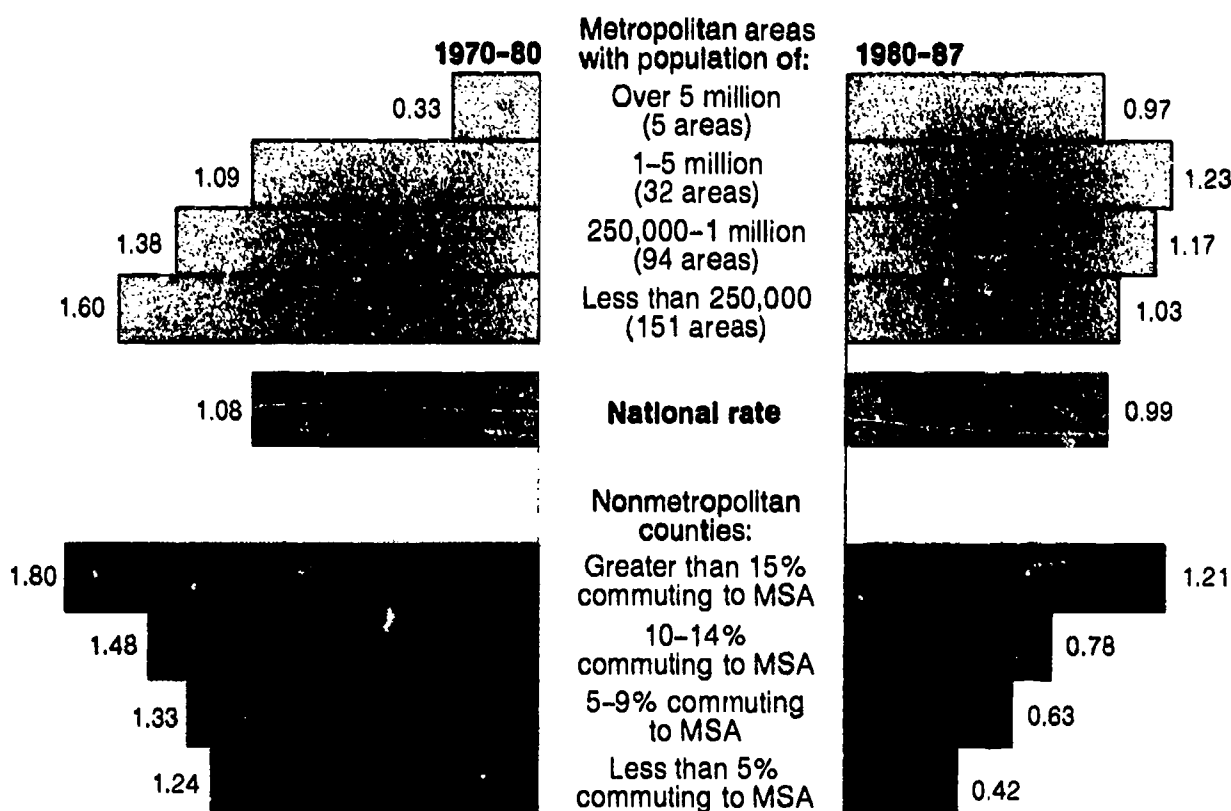 Metropolitan areas
1970–80 with population of: 1980–87
0.33 Over 5 million 0.97
(5 areas)
1.09 1–5 million 1.23
(32 areas)
1.38 250,000–1 million 1.17
(94 areas)
1.60 Less than 250,000 1.03
(151 areas)
1.08 National rate 0.99
Nonmetropolitan
counties:
1.80 Greater than 15% 1.21
commuting to MSA
1.48 10–14% 0.78
commuting to MSA
1.33 5–9% commuting 0.63
to MSA
1.24 Less than 5% 0.42
commuting to MSA